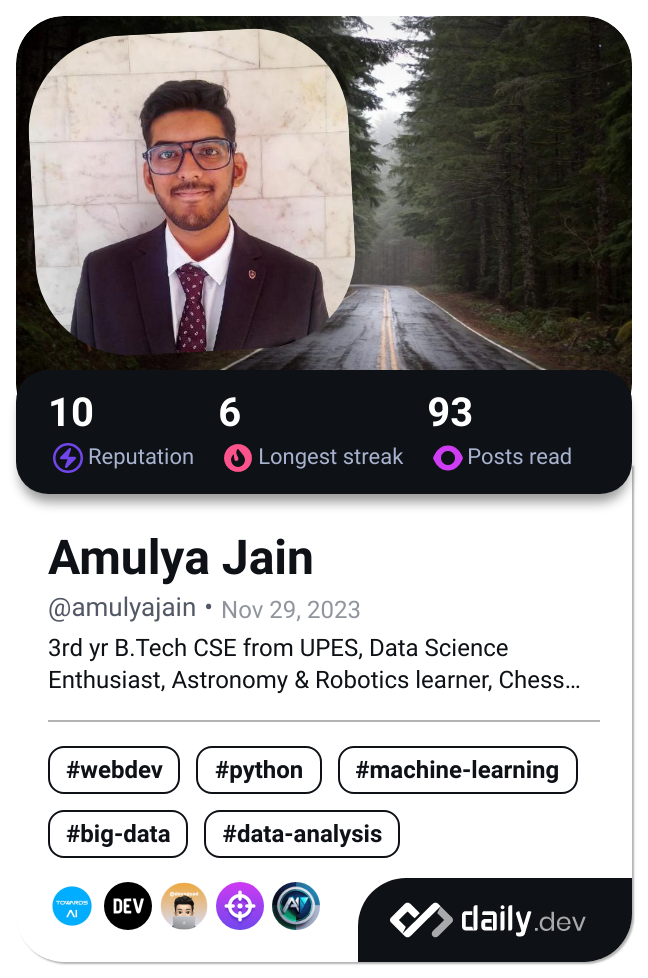 10 6 93
Reputation Longest streak Posts read
Amulya Jain
@amulyajain • Nov 29, 2023
3rd yr B.Tech CSE from UPES, Data Science
Enthusiast, Astronomy & Robotics learner, Chess…
#webdev #python #machine-learning
#big-data #data-analysis
TOWARDS
AI
DEV
daily.dev